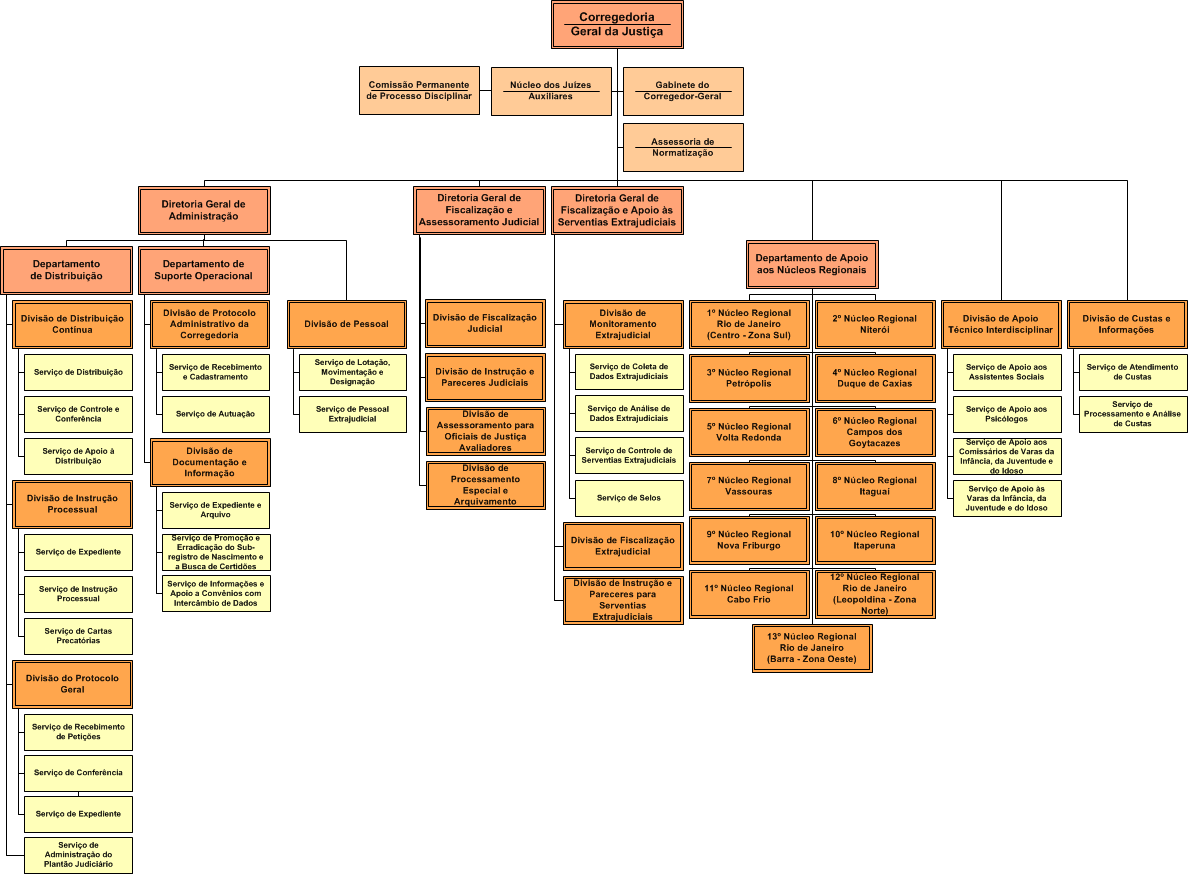 Corregedoria
Geral da Justiça
Comissão Permanente
de Processo Disciplinar
Núcleo dos Juízes
Auxiliares
Gabinete do
Corregedor-Geral
Assessoria de
Normatização
Diretoria Geral de
Administração
Diretoria Geral de
Fiscalização e
Assessoramento Judicial
Diretoria Geral de
Fiscalização e Apoio às
Serventias Extrajudiciais
Departamento
de Distribuição
Departamento de
Suporte Operacional
Departamento de Apoio
aos Núcleos Regionais
Divisão de Distribuição
Contínua
Serviço de Distribuição
Serviço de Controle e
Conferência
Serviço de Apoio à
Distribuição
Divisão de Instrução
Processual
Serviço de Expediente
Serviço de Instrução
Processual
Serviço de Cartas
Precatórias
Divisão do Protocolo
Geral
Serviço de Recebimento
de Petições
Serviço de Conferência
Serviço de Expediente
Serviço de
Administração do
Plantão Judiciário
Divisão de Protocolo
Administrativo da
Corregedoria
Serviço de Recebimento
e Cadastramento
Serviço de Autuação
Divisão de
Documentação e
Informação
Serviço de Expediente e
Arquivo
Serviço de Promoção e
Erradicação do Sub-
registro de Nascimento e
a Busca de Certidões
Serviço de Informações e
Apoio a Convênios com
Intercâmbio de Dados
Divisão de Pessoal
Serviço de Lotação,
Movimentação e
Designação
Serviço de Pessoal
Extrajudicial
Divisão de Fiscalização
Judicial
Divisão de Instrução e
Pareceres Judiciais
Divisão de
Assessoramento para
Oficiais de Justiça
Avaliadores
Divisão de
Processamento
Especial e
Arquivamento
Divisão de
Monitoramento
Extrajudicial
Serviço de Coleta de
Dados Extrajudiciais
Serviço de Análise de
Dados Extrajudiciais
Serviço de Controle de
Serventias Extrajudiciais
Serviço de Selos
Divisão de Fiscalização
Extrajudicial
Divisão de Instrução e
Pareceres para
Serventias
Extrajudiciais
1º Núcleo Regional
Rio de Janeiro
(Centro - Zona Sul)
2º Núcleo Regional
Niterói
3º Núcleo Regional
Petrópolis
4º Núcleo Regional
Duque de Caxias
5º Núcleo Regional
Volta Redonda
6º Núcleo Regional
Campos dos
Goytacazes
7º Núcleo Regional
Vassouras
8º Núcleo Regional
Itaguaí
9º Núcleo Regional
Nova Friburgo
10º Núcleo Regional
Itaperuna
11º Núcleo Regional
Cabo Frio
12º Núcleo Regional
Rio de Janeiro
(Leopoldina - Zona
Norte)
13º Núcleo Regional
Rio de Janeiro
(Barra - Zona Oeste)
Divisão de Apoio
Técnico Interdisciplinar
Serviço de Apoio aos
Assistentes Sociais
Serviço de Apoio aos
Psicólogos
Serviço de Apoio aos
Comissários de Varas da
Infância, da Juventude e
do Idoso
Serviço de Apoio às
Varas da Infância, da
Juventude e do Idoso
Divisão de Custas e
Informações
Serviço de Atendimento
de Custas
Serviço de
Processamento e Análise
de Custas